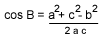 cos B = a² + c² - b²
2 a c